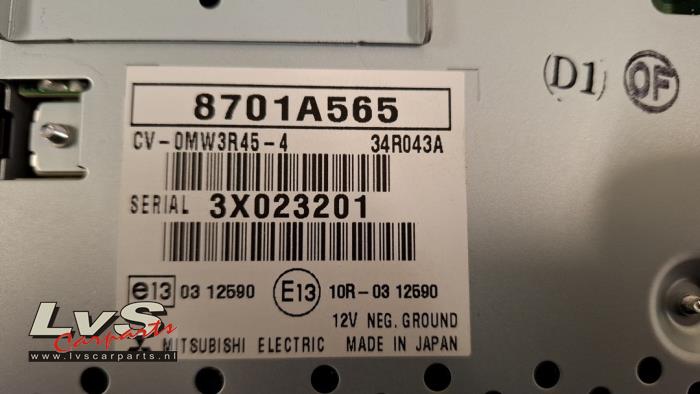 (D1) OF
8701A565
CV-0MW3R45-4 34R043A
SERIAL 3X023201
e13 03 12590 E13 10R-03 12590
12V NEG. GROUND
MITSUBISHI ELECTRIC MADE IN JAPAN
LvS
Carparts
www.lvscarparts.nl